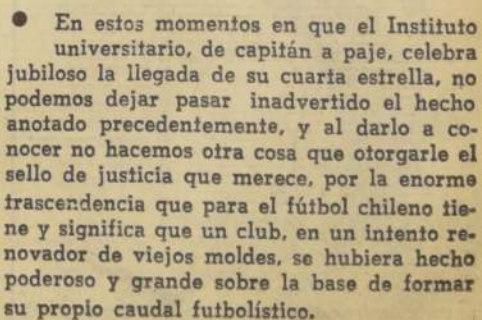 ● En estos momentos en que el Instituto
universitario, de capitán a paje, celebra
jubiloso la llegada de su cuarta estrella, no
podemos dejar pasar inadvertido el hecho
anotado precedentemente, y al darlo a co-
nocer no hacemos otra cosa que otorgarle el
sello de justicia que merece, por la enorme
trascendencia que para el fútbol chileno tie-
ne y significa que un club, en un intento re-
novador de viejos moldes, se hubiera hecho
poderoso y grande sobre la base de formar
su propio caudal futbolístico.